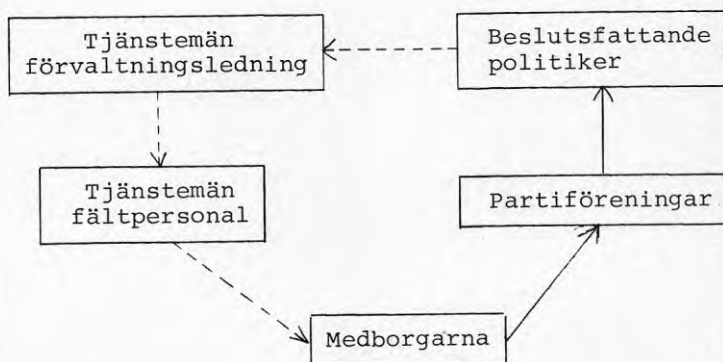 Tjänstemän
förvaltningsledning
Beslutsfattande
politiker
Tjänstemän
fältpersonal
Partiföreningar
Medborgarna